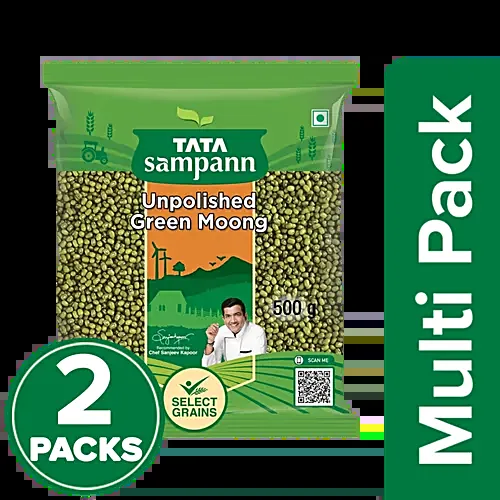 TATA
sampann
Unpolished
Green Moong
500 g
Recommended by
Chef Sanjeev Kapoor
SCAN ME
SELECT
GRAINS
2
PACKS
Multi Pack